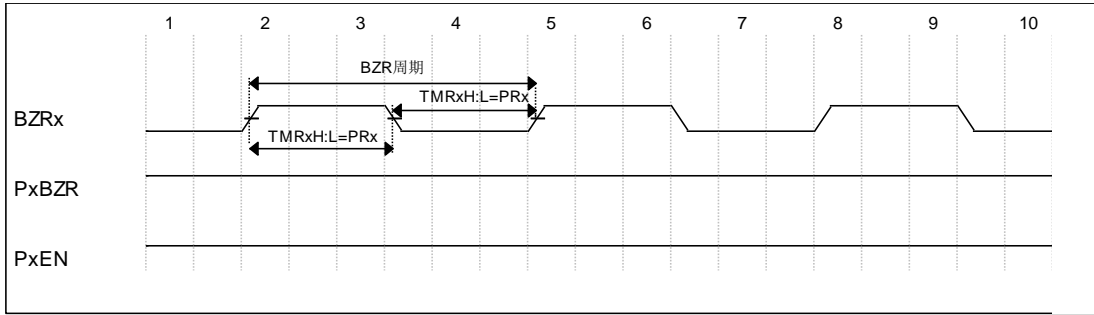 1 2 3 4 5 6 7 8 9 10
BZR周期
TMRxH:L=PRx
BZRx
TMRxH:L=PRx
PxBZR
PxEN